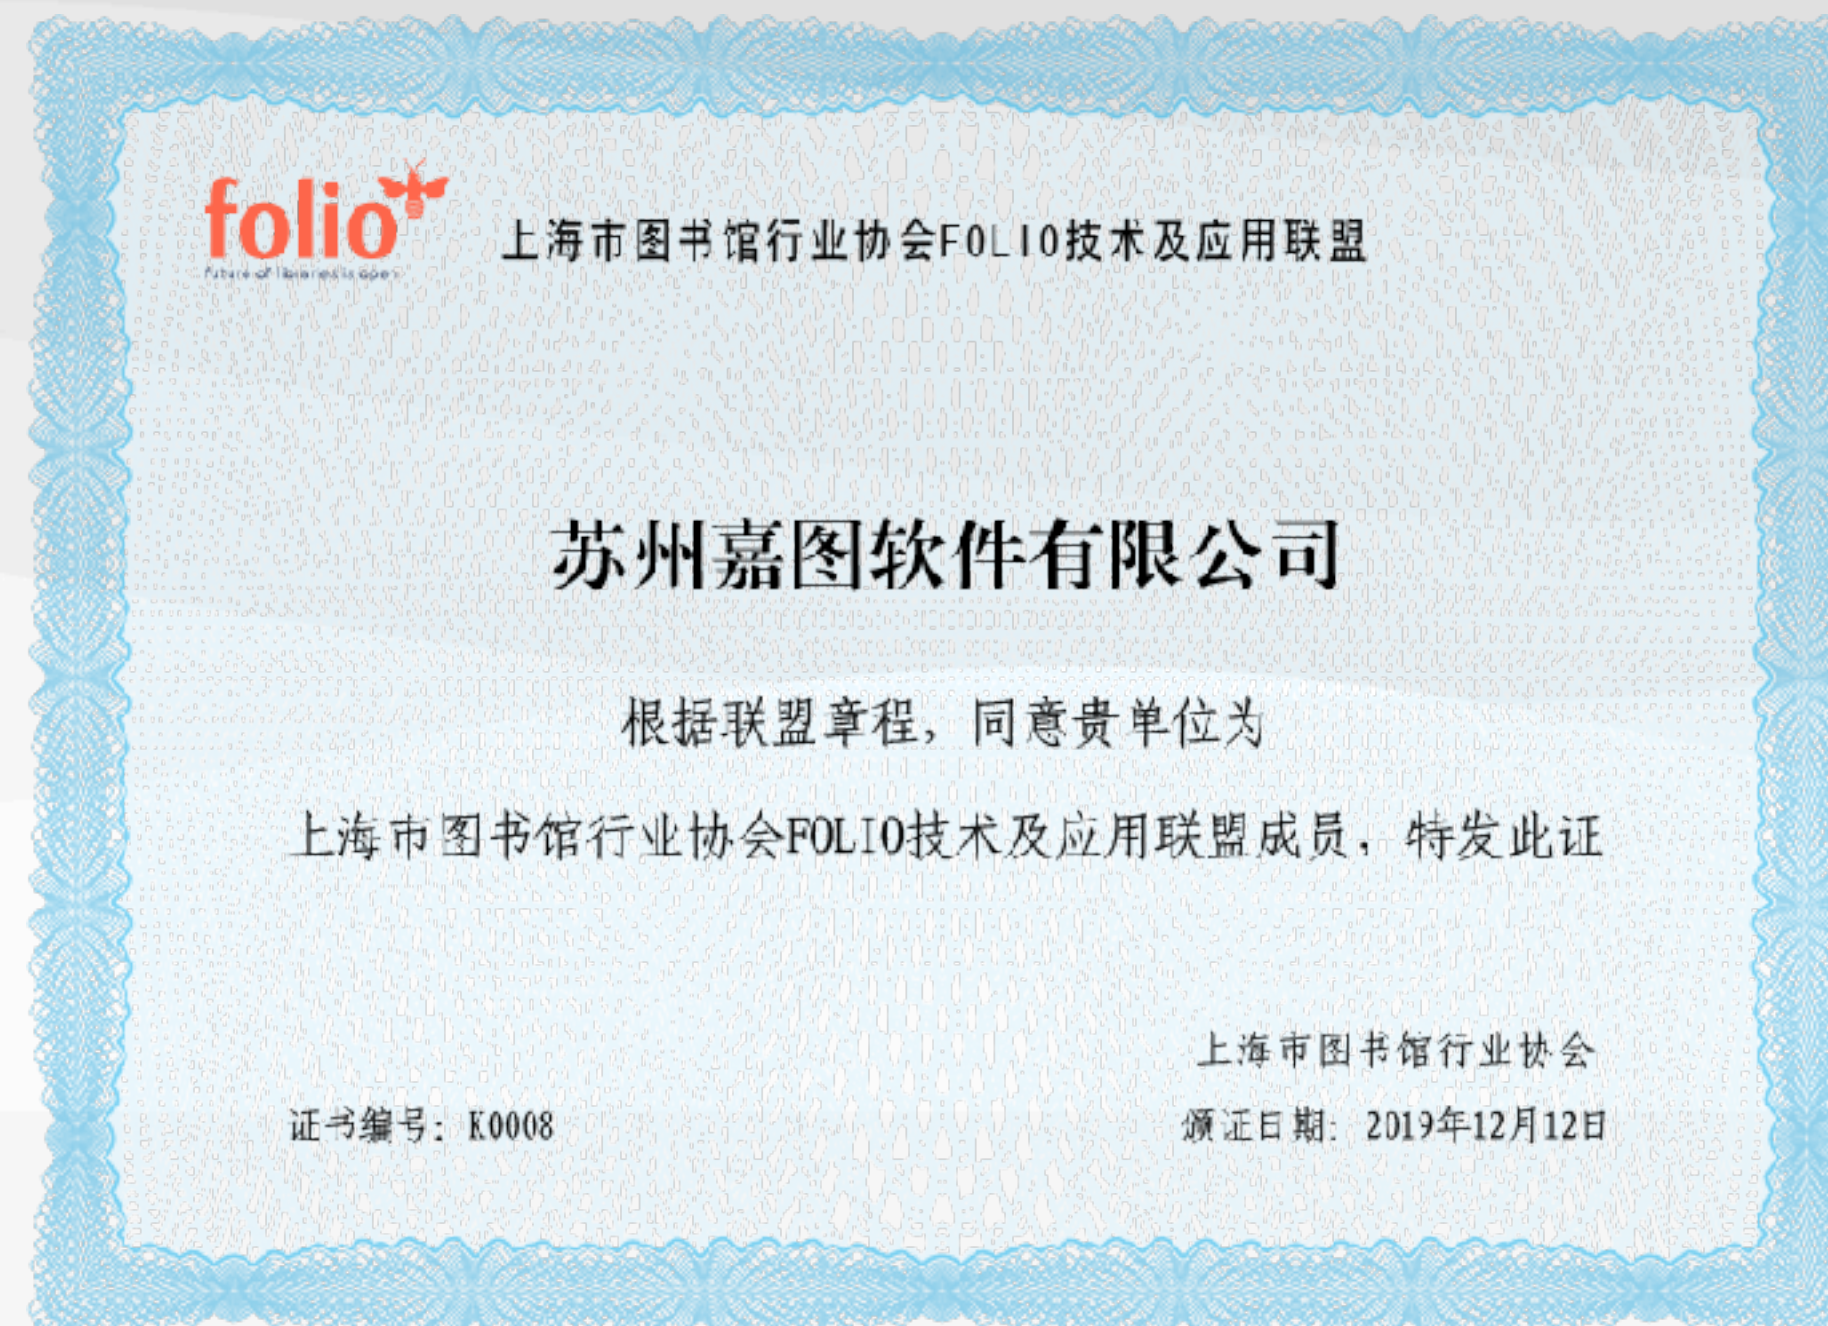 folio
Future of libraries is open
上海市图书馆行业协会FOLIO技术及应用联盟
苏州嘉图软件有限公司
根据联盟章程，同意贵单位为
上海市图书馆行业协会FOLIO技术及应用联盟成员，特发此证
上海市图书馆行业协会
证书编号：K0008
颁证日期：2019年12月12日